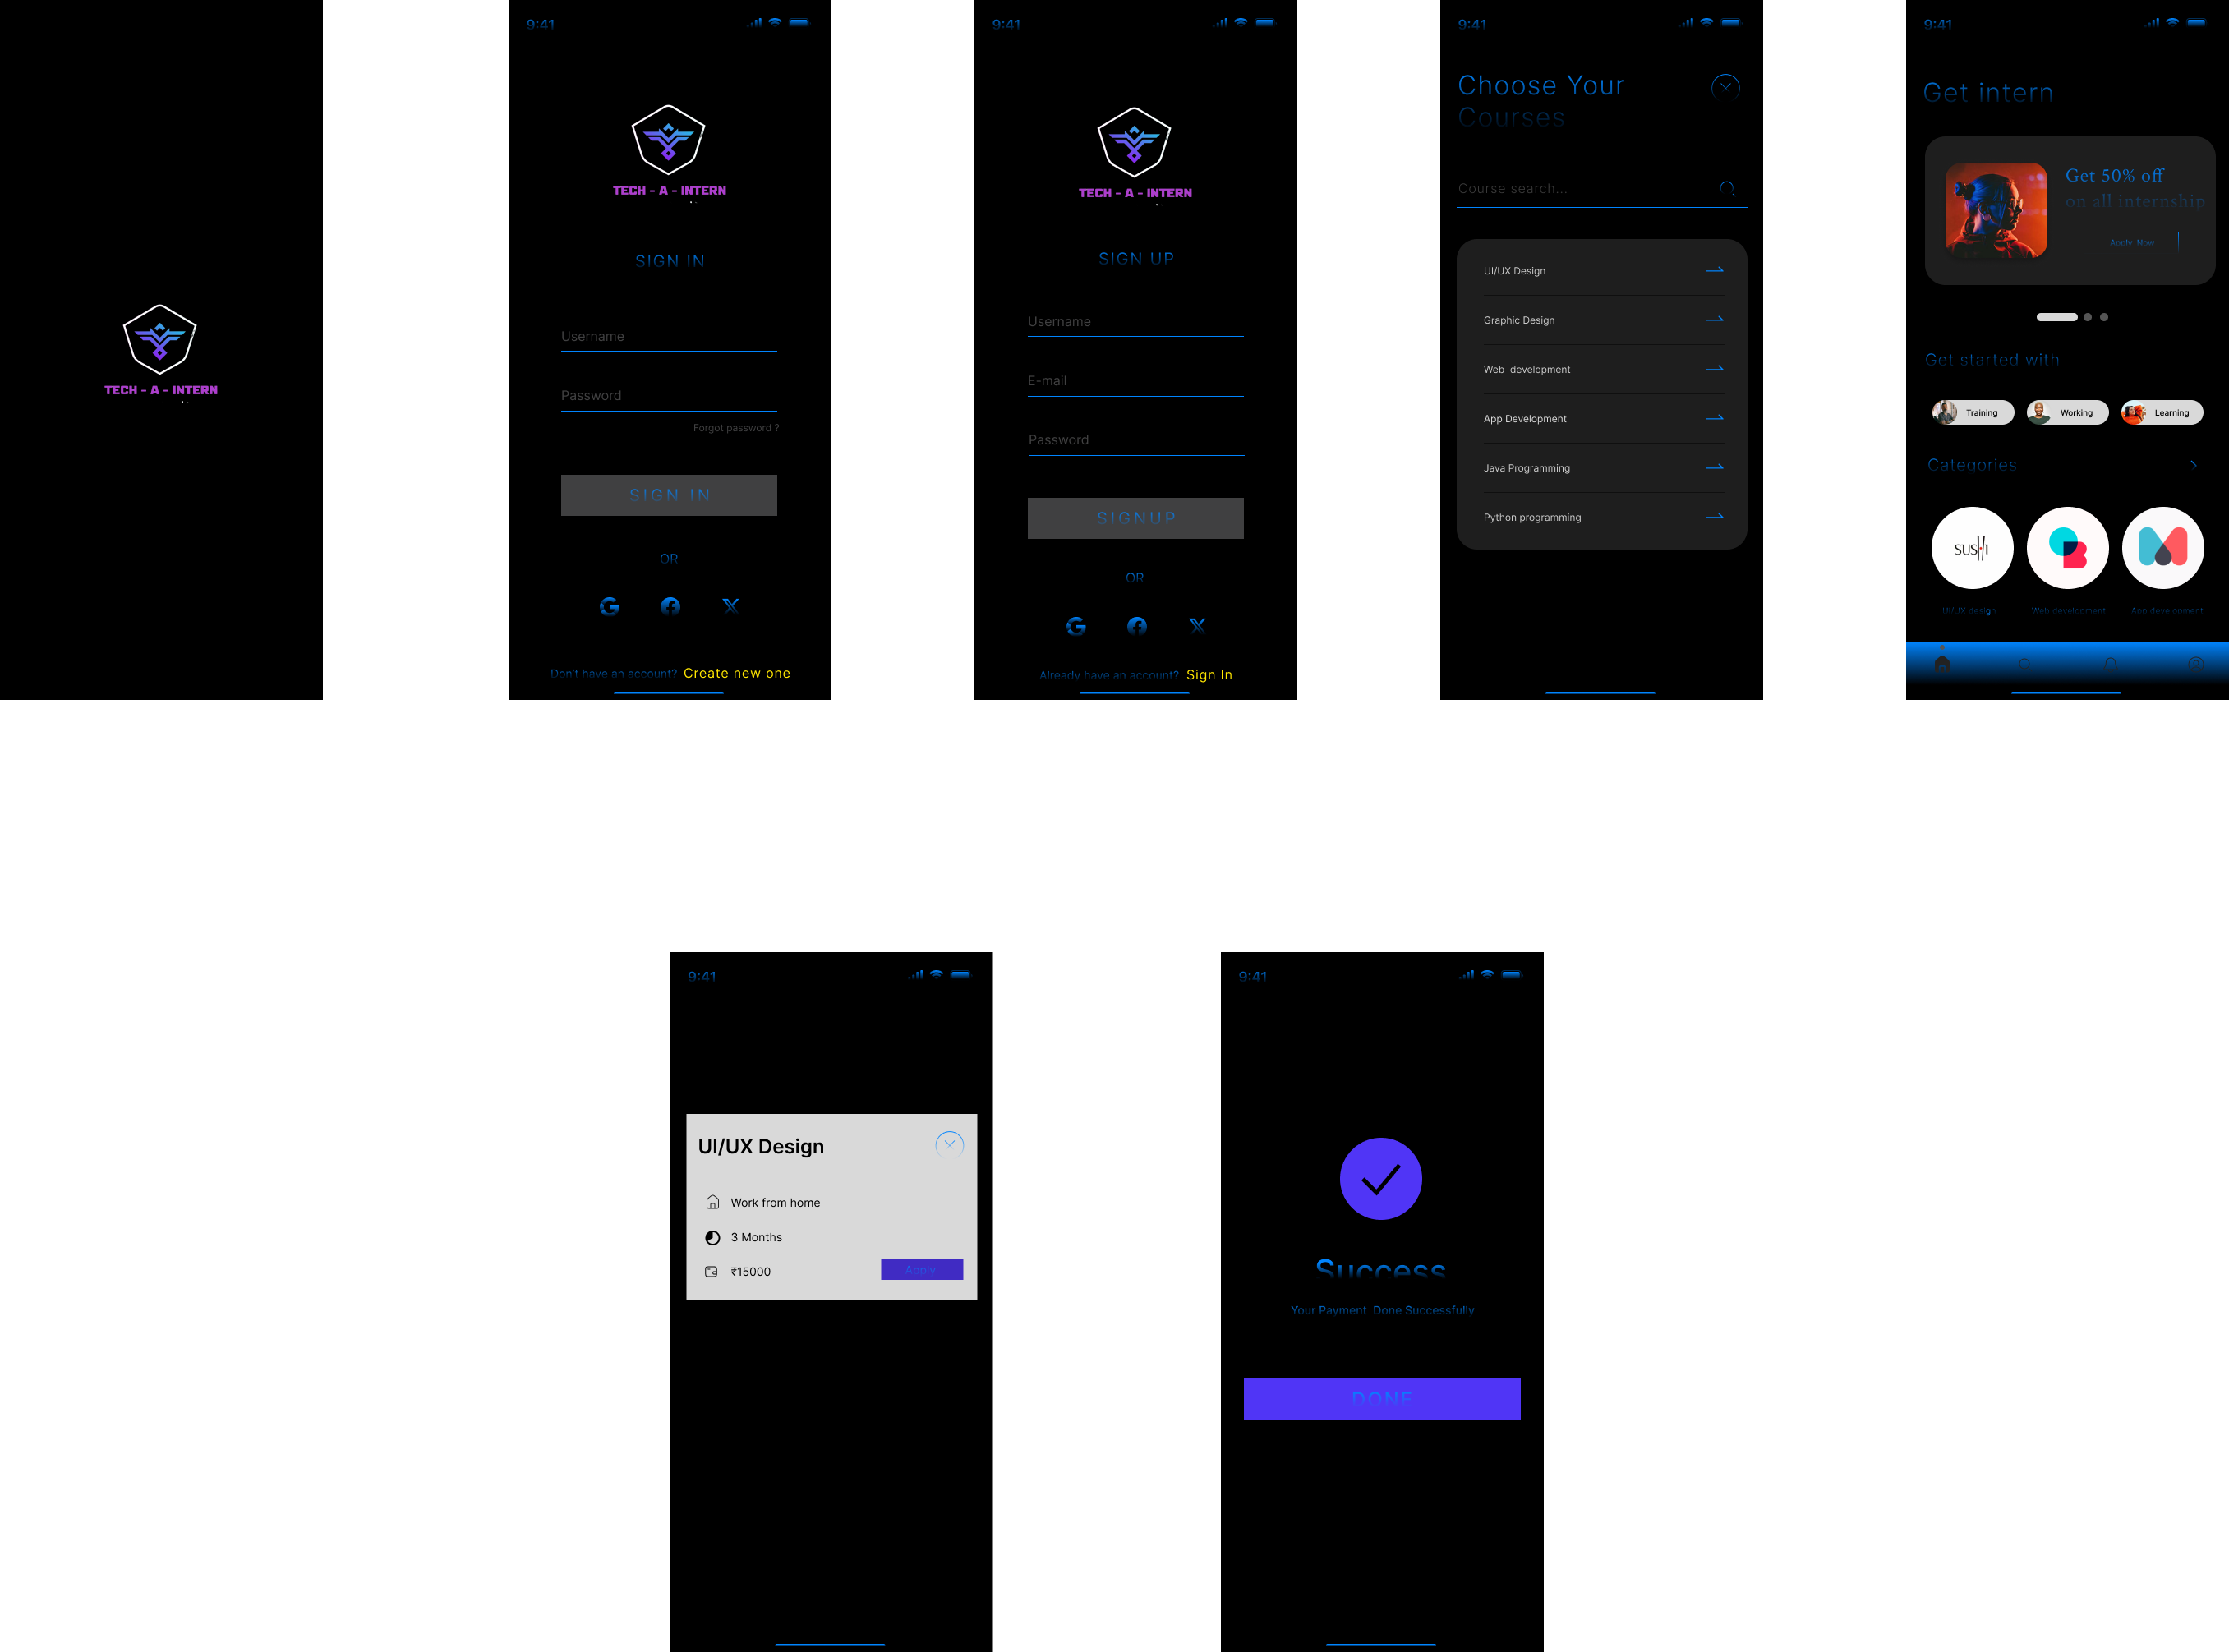 TECH - A - INTERN
9:41
TECH - A - INTERN
SIGN IN
Username
Password
Forgot password ?
SIGN IN
OR
Don't have an account? Create new one
9:41
TECH - A - INTERN
SIGN UP
Username
E-mail
Password
SIGNUP
OR
Already have an account? Sign In
9:41
Choose Your
Courses
Course search...
UI/UX Design
Graphic Design
Web development
App Development
Java Programming
Python programming
9:41
Get intern
Get 50% off
on all internship
Apply Now
Get started with
Training
Working
Learning
Categories
SUSHI
UI/UX design
Web development
App development
9:41
UI/UX Design
Work from home
3 Months
₹15000
Apply
9:41
Success
Your Payment Done Successfully
DONE